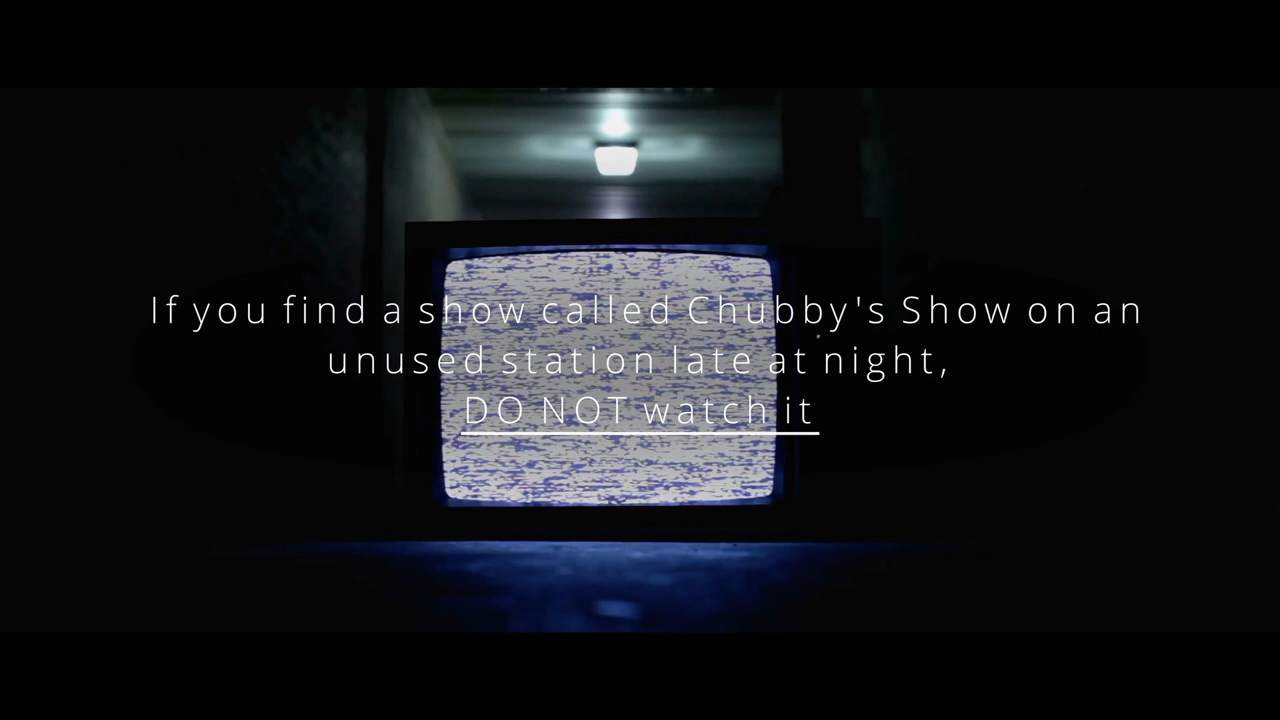 If you find a show called Chubby's Show on an
unused station late at night,
DO NOT watch it